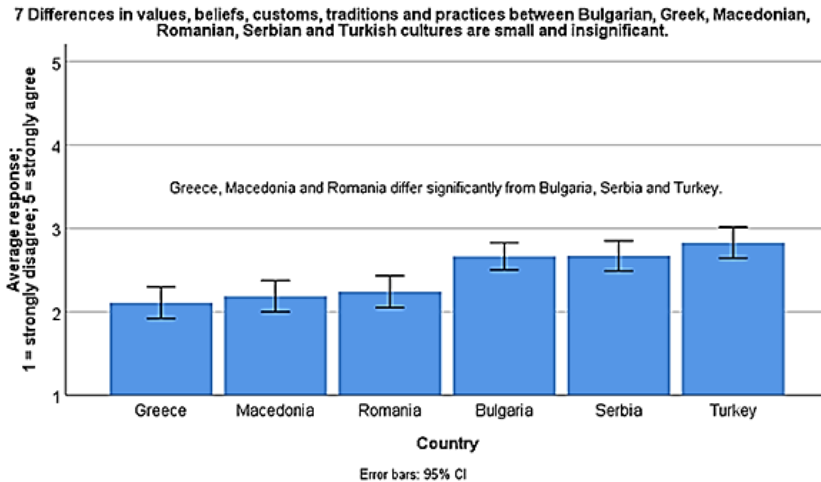 7 Differences in values, beliefs, customs, traditions and practices between Bulgarian, Greek, Macedonian,
Romanian, Serbian and Turkish cultures are small and insignificant.
Average response;
1 = strongly disagree; 5 = strongly agree
5
4
Greece, Macedonia and Romania differ significantly from Bulgaria, Serbia and Turkey.
3
2
1
Greece Macedonia Romania Bulgaria Serbia Turkey
Country
Error bars: 95% CI